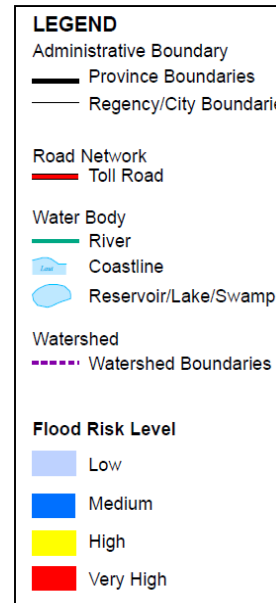 LEGEND
Administrative Boundary
Province Boundaries
Regency/City Boundarie
Road Network
Toll Road
Water Body
River
Laut
Coastline
Reservoir/Lake/Swamp
Watershed
Watershed Boundaries
Flood Risk Level
Low
Medium
High
Very High